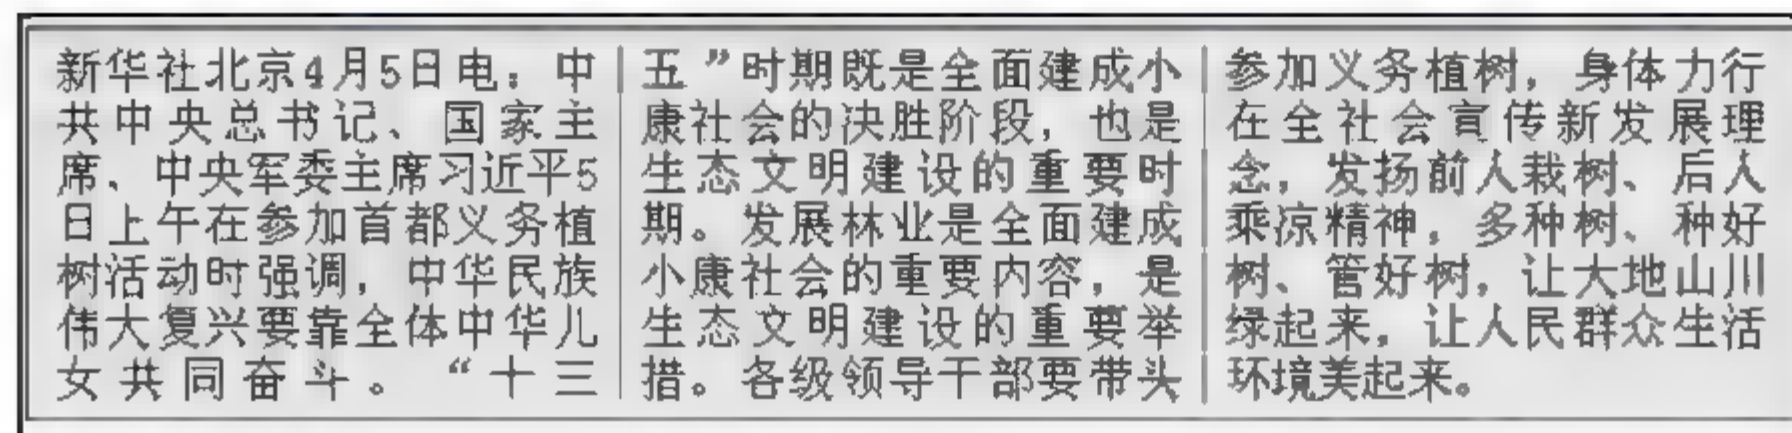 新华社北京4月5日电：中
共中央总书记、国家主
席、中央军委主席习近平5
日上午在参加首都义务植
树活动时强调，中华民族
伟大复兴要靠全体中华儿
女共同奋斗。“十三
五”时期既是全面建成小
康社会的决胜阶段，也是
生态文明建设的重要时
期。发展林业是全面建成
小康社会的重要内容，是
生态文明建设的重要举
措。各级领导干部要带头
参加义务植树，身体力行
在全社会宣传新发展理
念，发扬前人栽树、后人
乘凉精神，多种树、种好
树、管好树，让大地山川
绿起来，让人民群众生活
环境美起来。